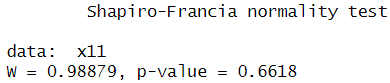 Shapiro-Francia normality test
data:  x11
W = 0.98879, p-value = 0.6618